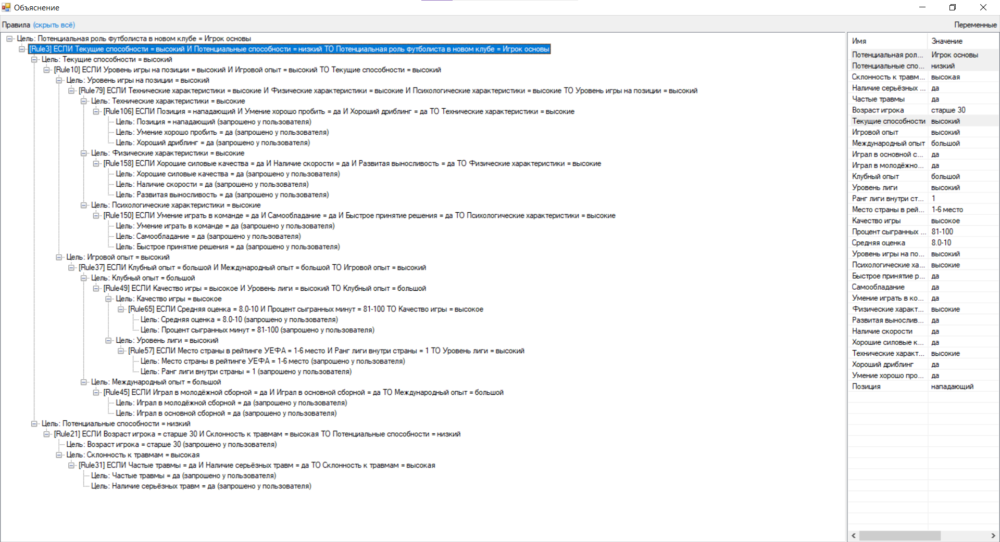 Объяснение
Правила (скрыть всё)
Переменные
Цель: Потенциальная роль футболиста в новом клубе = Игрок основы
[Rule3] ЕСЛИ Текущие способности = высокий И Потенциальные способности = низкий ТО Потенциальная роль футболиста в новом клубе = Игрок основы
Цель: Текущие способности = высокий
[Rule10] ЕСЛИ Уровень игры на позиции = высокий И Игровой опыт = высокий ТО Текущие способности = высокий
Цель: Уровень игры на позиции = высокий
[Rule79] ЕСЛИ Технические характеристики = высокие И Физические характеристики = высокие И Психологические характеристики = высокие ТО Уровень игры на позиции = высокий
Цель: Технические характеристики = высокие
[Rule106] ЕСЛИ Позиция = нападающий И Умение хорошо пробить = да И Хороший дриблинг = да ТО Технические характеристики = высокие
Цель: Позиция = нападающий (запрошено у пользователя)
Цель: Умение хорошо пробить = да (запрошено у пользователя)
Цель: Хороший дриблинг = да (запрошено у пользователя)
Цель: Физические характеристики = высокие
[Rule158] ЕСЛИ Хорошие силовые качества = да И Наличие скорости = да И Развитая выносливость = да ТО Физические характеристики = высокие
Цель: Хорошие силовые качества = да (запрошено у пользователя)
Цель: Наличие скорости = да (запрошено у пользователя)
Цель: Развитая выносливость = да (запрошено у пользователя)
Цель: Психологические характеристики = высокие
[Rule150] ЕСЛИ Умение играть в команде = да И Самообладание = да И Быстрое принятие решения = да ТО Психологические характеристики = высокие
Цель: Умение играть в команде = да (запрошено у пользователя)
Цель: Самообладание = да (запрошено у пользователя)
Цель: Быстрое принятие решения = да (запрошено у пользователя)
Цель: Игровой опыт = высокий
[Rule37] ЕСЛИ Клубный опыт = большой И Международный опыт = большой ТО Игровой опыт = высокий
Цель: Клубный опыт = большой
[Rule49] ЕСЛИ Качество игры = высокое И Уровень лиги = высокий ТО Клубный опыт = большой
Цель: Качество игры = высокое
[Rule65] ЕСЛИ Средняя оценка = 8.0-10 И Процент сыгранных минут = 81-100 ТО Качество игры = высокое
Цель: Средняя оценка = 8.0-10 (запрошено у пользователя)
Цель: Процент сыгранных минут = 81-100 (запрошено у пользователя)
Цель: Уровень лиги = высокий
[Rule57] ЕСЛИ Место страны в рейтинге УЕФА = 1-6 место И Ранг лиги внутри страны = 1 ТО Уровень лиги = высокий
Цель: Место страны в рейтинге УЕФА = 1-6 место (запрошено у пользователя)
Цель: Ранг лиги внутри страны = 1 (запрошено у пользователя)
Цель: Международный опыт = большой
[Rule45] ЕСЛИ Играл в молодёжной сборной = да И Играл в основной сборной = да ТО Международный опыт = большой
Цель: Играл в молодёжной сборной = да (запрошено у пользователя)
Цель: Играл в основной сборной = да (запрошено у пользователя)
Цель: Потенциальные способности = низкий
[Rule21] ЕСЛИ Возраст игрока = старше 30 И Склонность к травмам = высокая ТО Потенциальные способности = низкий
Цель: Возраст игрока = старше 30 (запрошено у пользователя)
Цель: Склонность к травмам = высокая
[Rule31] ЕСЛИ Частые травмы = да И Наличие серьёзных травм = да ТО Склонность к травмам = высокая
Цель: Частые травмы = да (запрошено у пользователя)
Цель: Наличие серьёзных травм = да (запрошено у пользователя)
Имя Значение
Потенциальная рол... Игрок основы
Потенциальные спо... низкий
Склонность к травм... высокая
Наличие серьёзных ... да
Частые травмы да
Возраст игрока старше 30
Текущие способности высокий
Игровой опыт высокий
Международный опыт большой
Играл в основной с... да
Играл в молодёжно... да
Клубный опыт большой
Уровень лиги высокий
Ранг лиги внутри ст... 1
Место страны в рей... 1-6 место
Качество игры высокое
Процент сыгранных ... 81-100
Средняя оценка 8.0-10
Уровень игры на по... высокий
Психологические ха... высокие
Быстрое принятие р... да
Самообладание да
Умение играть в ко... да
Физические характ... высокие
Развитая вынослив... да
Наличие скорости да
Хорошие силовые к... да
Технические характ... высокие
Хороший дриблинг да
Умение хорошо про... да
Позиция нападающий